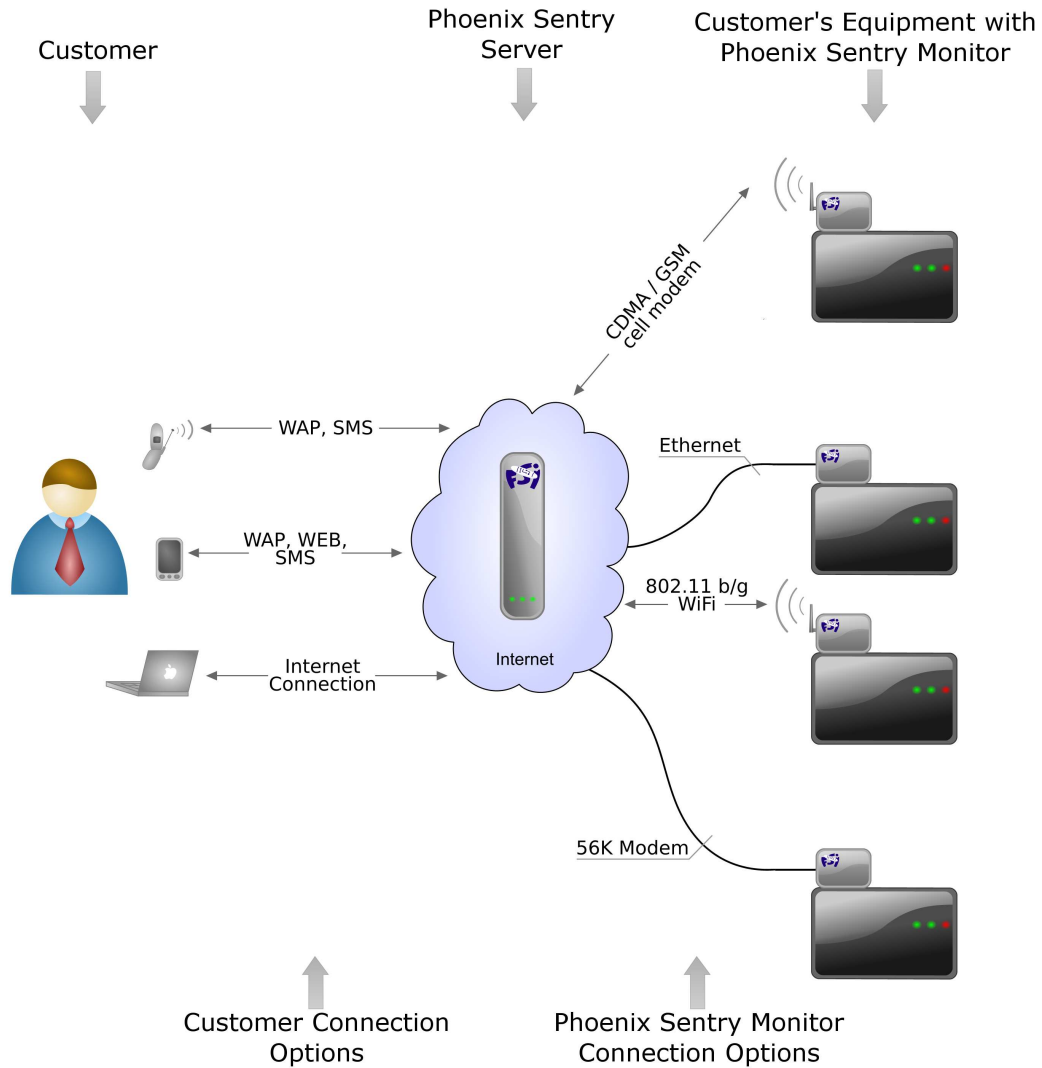 Customer
Phoenix Sentry
Server
Customer's Equipment with
Phoenix Sentry Monitor
CDMA / GSM
cell modem
WAP, SMS
Ethernet
WAP, WEB,
SMS
802.11 b/g
WiFi
Internet
Internet
Connection
56K Modem
Customer Connection
Options
Phoenix Sentry Monitor
Connection Options